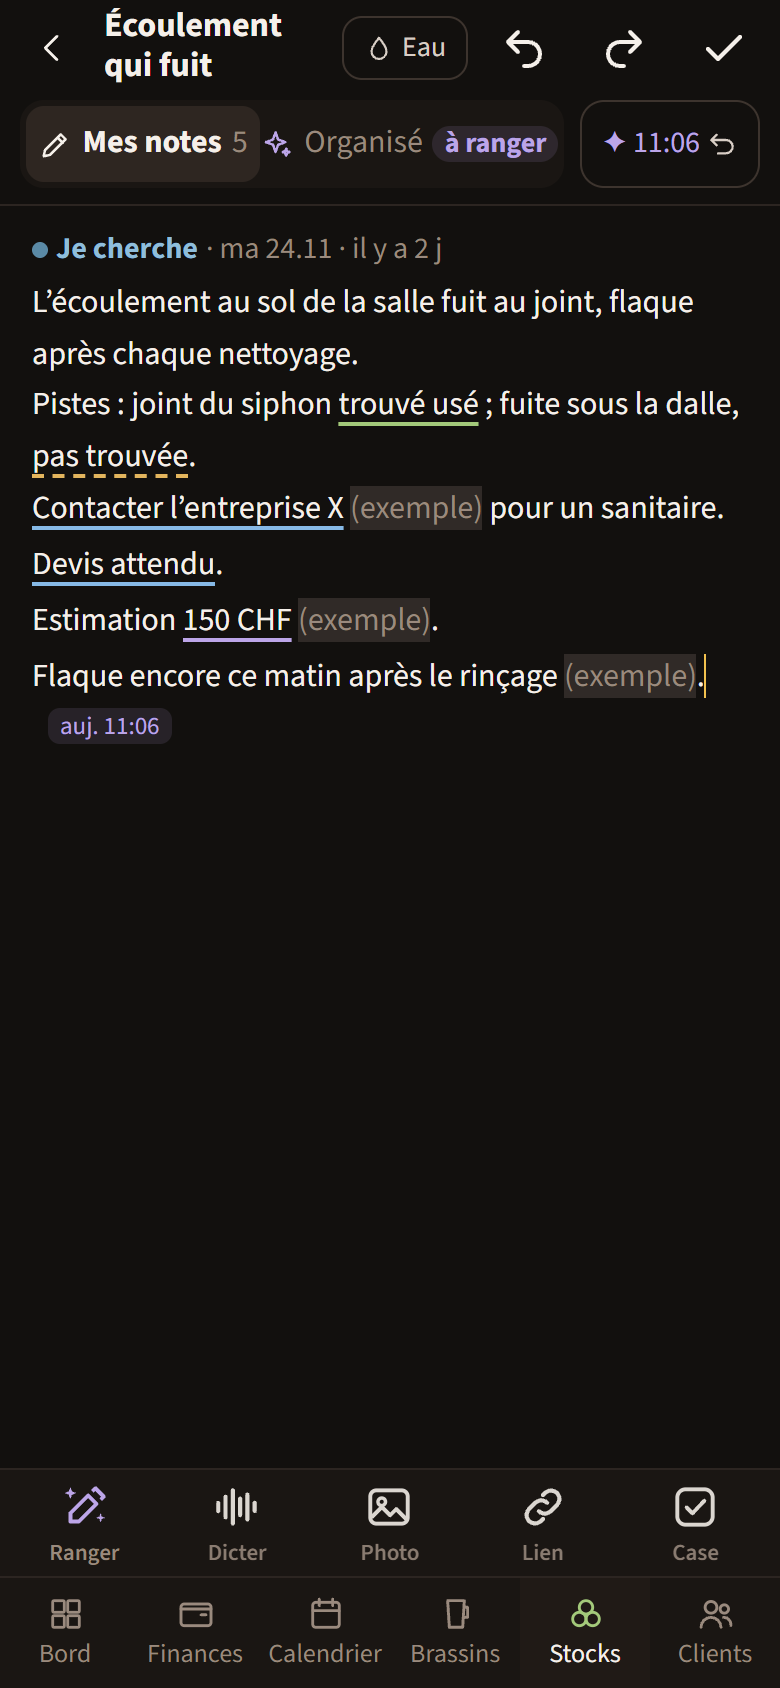 Écoulement
qui fuit
Eau
Mes notes 5
Organisé à ranger
11:06
Je cherche · ma 24.11 · il y a 2 j
L’écoulement au sol de la salle fuit au joint, flaque
après chaque nettoyage.
Pistes : joint du siphon trouvé usé ; fuite sous la dalle,
pas trouvée.
Contacter l’entreprise X (exemple) pour un sanitaire.
Devis attendu.
Estimation 150 CHF (exemple).
Flaque encore ce matin après le rinçage (exemple).
auj. 11:06
Ranger Dicter Photo Lien Case
Bord Finances Calendrier Brassins Stocks Clients